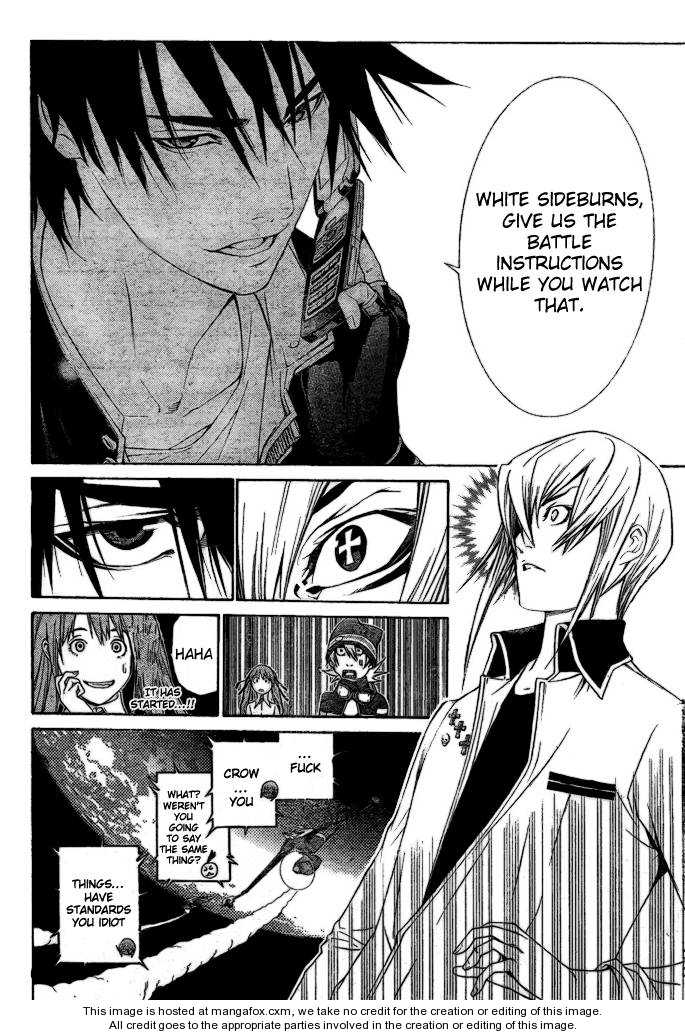 WHITE SIDEBURNS,
GIVE US THE
BATTLE
INSTRUCTIONS
WHILE YOU WATCH
THAT.
HAHA
IT HAS
STARTED...!!
...
FUCK
CROW
...
YOU
WHAT?
WEREN'T
YOU
GOING
TO SAY
THE SAME
THING?
THINGS...
HAVE
STANDARDS
YOU IDIOT
This image is hosted at mangafox.cxm, we take no credit for the creation or editing of this image.
All credit goes to the appropriate parties involved in the creation or editing of this image.